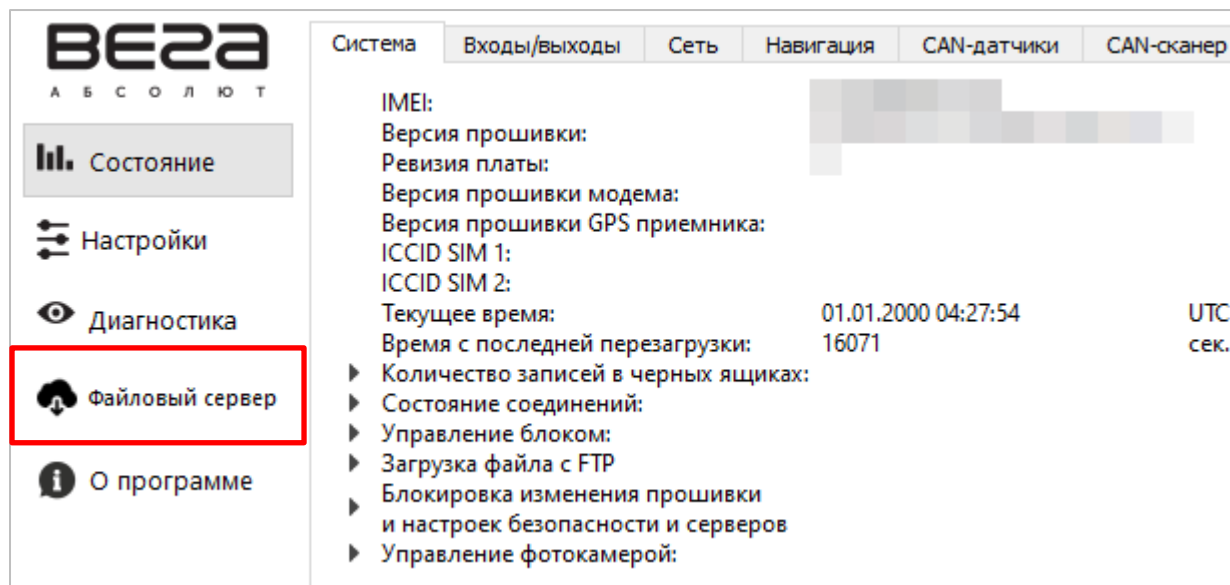 ВЕГА
АБСОЛЮТ
Состояние
Настройки
Диагностика
Файловый сервер
О программе
Система Входы/выходы Сеть Навигация CAN-датчики CAN-сканер
IMEI:
Версия прошивки:
Ревизия платы:
Версия прошивки модема:
Версия прошивки GPS приемника:
ICCID SIM 1:
ICCID SIM 2:
Текущее время: 01.01.2000 04:27:54 UTC
Время с последней перезагрузки: 16071 сек.
Количество записей в черных ящиках:
Состояние соединений:
Управление блоком:
Загрузка файла с FTP
Блокировка изменения прошивки
и настроек безопасности и серверов
Управление фотокамерой: